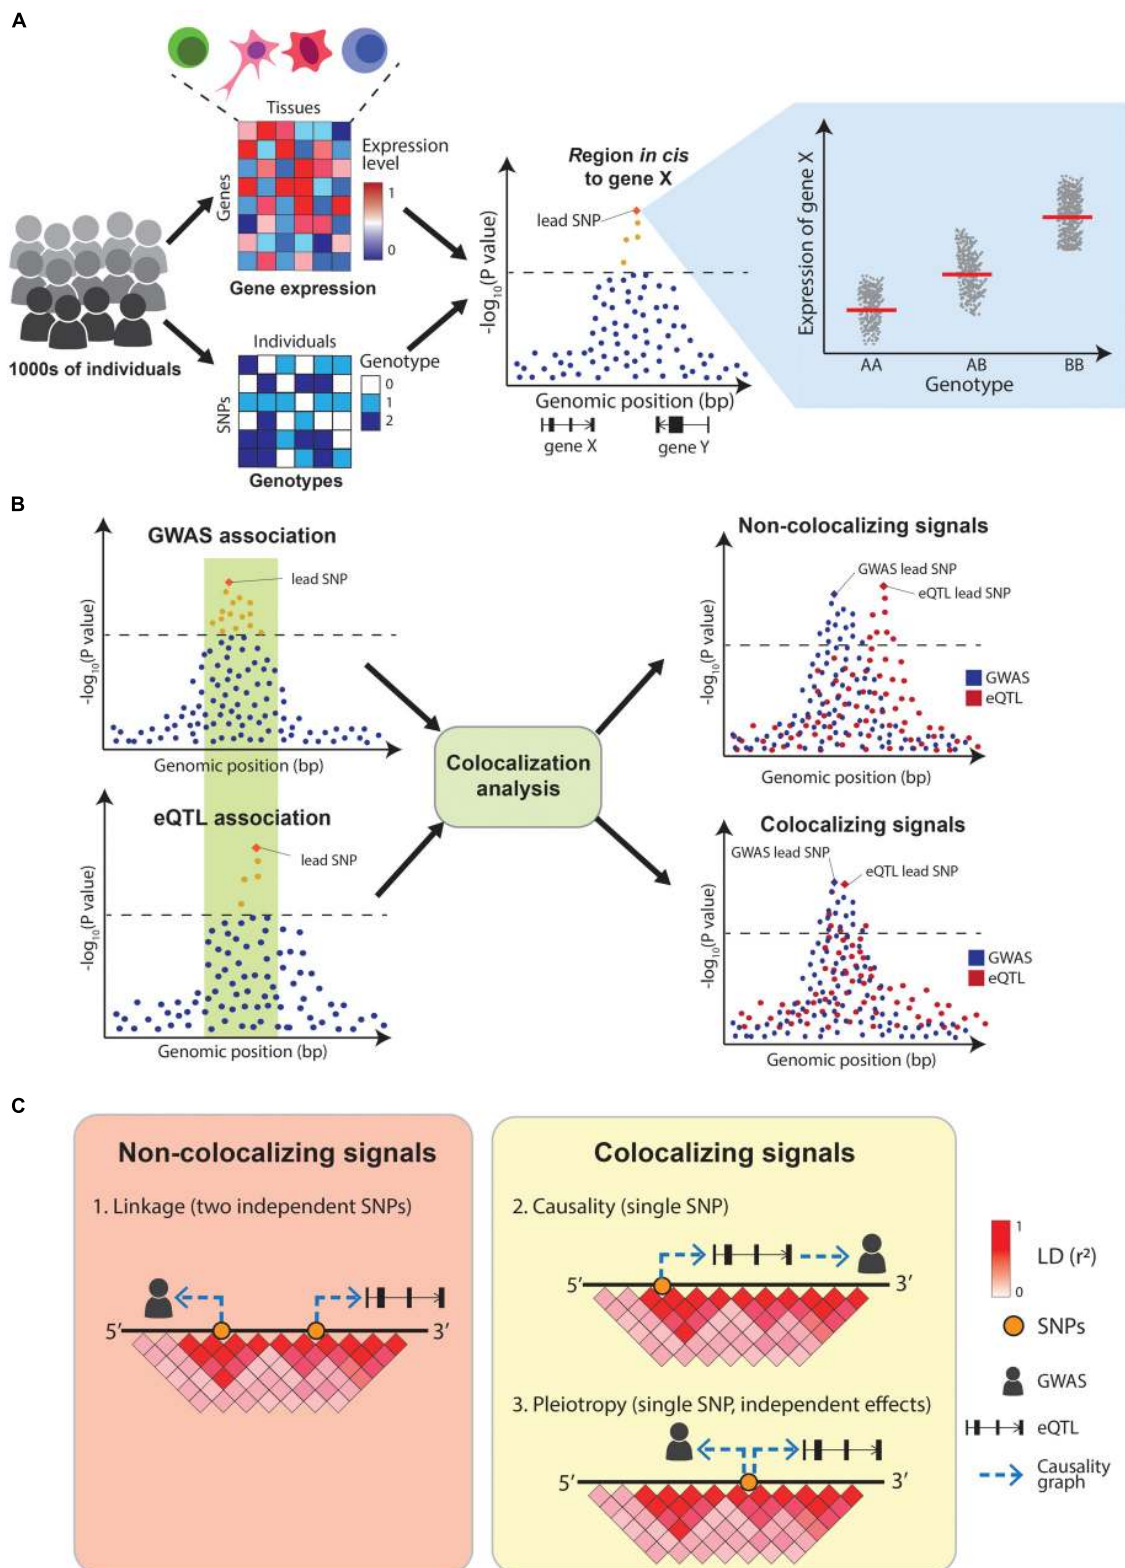 A
Tissues
Genes
Expression
level
1
0
Gene expression
1000s of individuals
Individuals
SNPs
Genotype
0
1
2
Genotypes
Region in cis
to gene X
lead SNP
-log10(P value)
Genomic position (bp)
gene X
gene Y
Expression of gene X
AA
AB
BB
Genotype
B
GWAS association
lead SNP
-log10(P value)
Genomic position (bp)
eQTL association
lead SNP
-log10(P value)
Genomic position (bp)
Colocalization
analysis
Non-colocalizing signals
GWAS lead SNP
eQTL lead SNP
-log10(P value)
GWAS
eQTL
Genomic position (bp)
Colocalizing signals
GWAS lead SNP
eQTL lead SNP
-log10(P value)
GWAS
eQTL
Genomic position (bp)
C
Non-colocalizing signals
1. Linkage (two independent SNPs)
5′
3′
Colocalizing signals
2. Causality (single SNP)
5′
3′
3. Pleiotropy (single SNP, independent effects)
5′
3′
1
0
LD (r²)
SNPs
GWAS
eQTL
Causality
graph